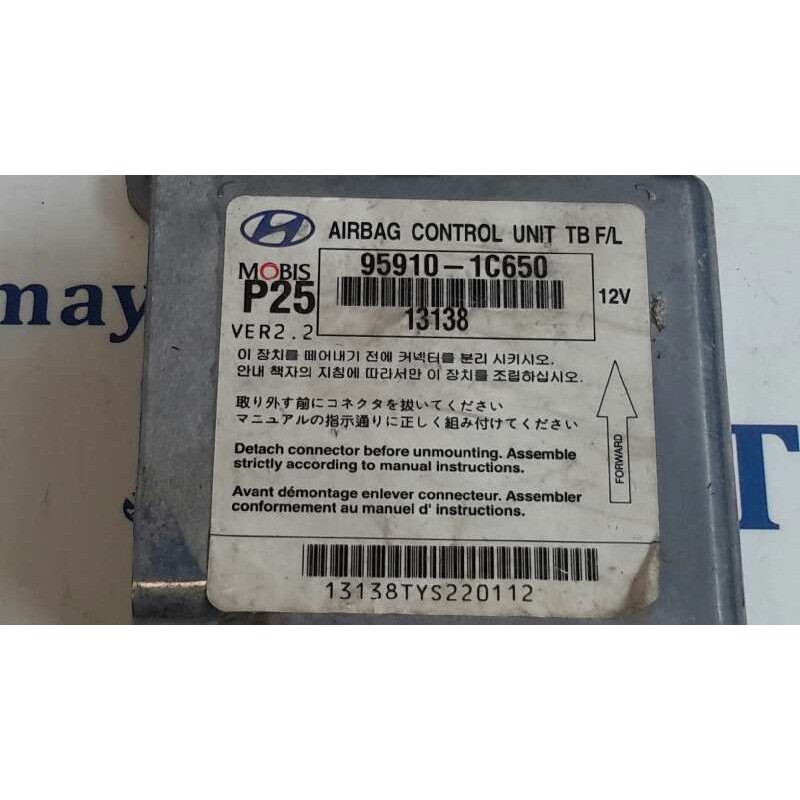 AIRBAG CONTROL UNIT TB F/L
MOBIS
P25
VER2.2
95910-1C650
13138
12V
이 장치를 떼어내기 전에 커넥터를 분리 시키시오.
안내 책자의 지침에 따라서만 이 장치를 조립하십시오.
取り外す前にコネクタを抜いてください
マニュアルの指示通りに正しく組み付けてください
Detach connector before unmounting. Assemble
strictly according to manual instructions.
Avant démontage enlever connecteur. Assembler
conformement au manuel d' instructions.
FORWARD
13138TYS220112
may